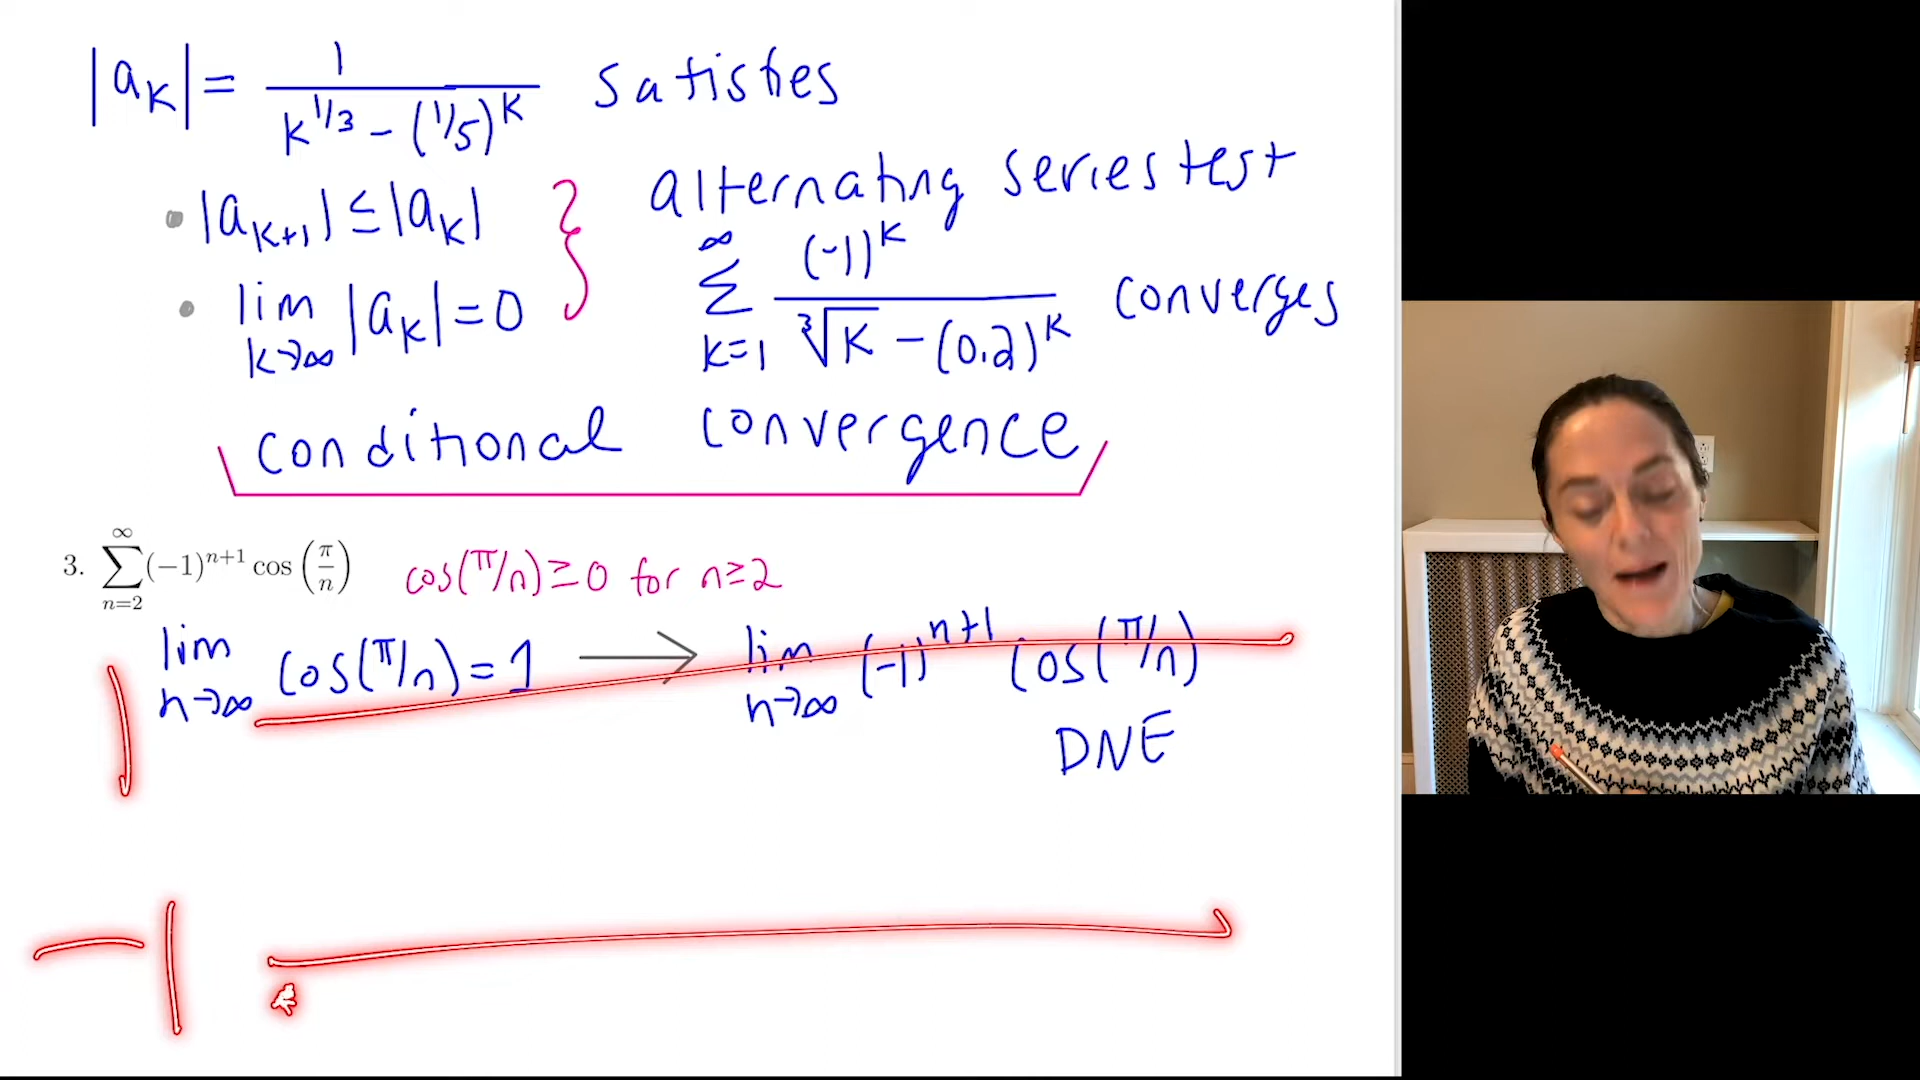 |a_k| = 1 / (k^{1/3} - (1/5)^k) satisfies
• |a_{k+1}| ≤ |a_k|
alternating series test
• lim_{k→∞} |a_k| = 0
∑_{k=1}^{∞} (-1)^k / (∛k - (0.2)^k) converges
conditional convergence
3. ∑_{n=2}^{∞} (−1)^{n+1} cos(π/n)
cos(π/n) ≥ 0 for n ≥ 2
lim_{n→∞} cos(π/n) = 1 → lim_{n→∞} (-1)^{n+1} cos(π/n)
DNE
1
-1